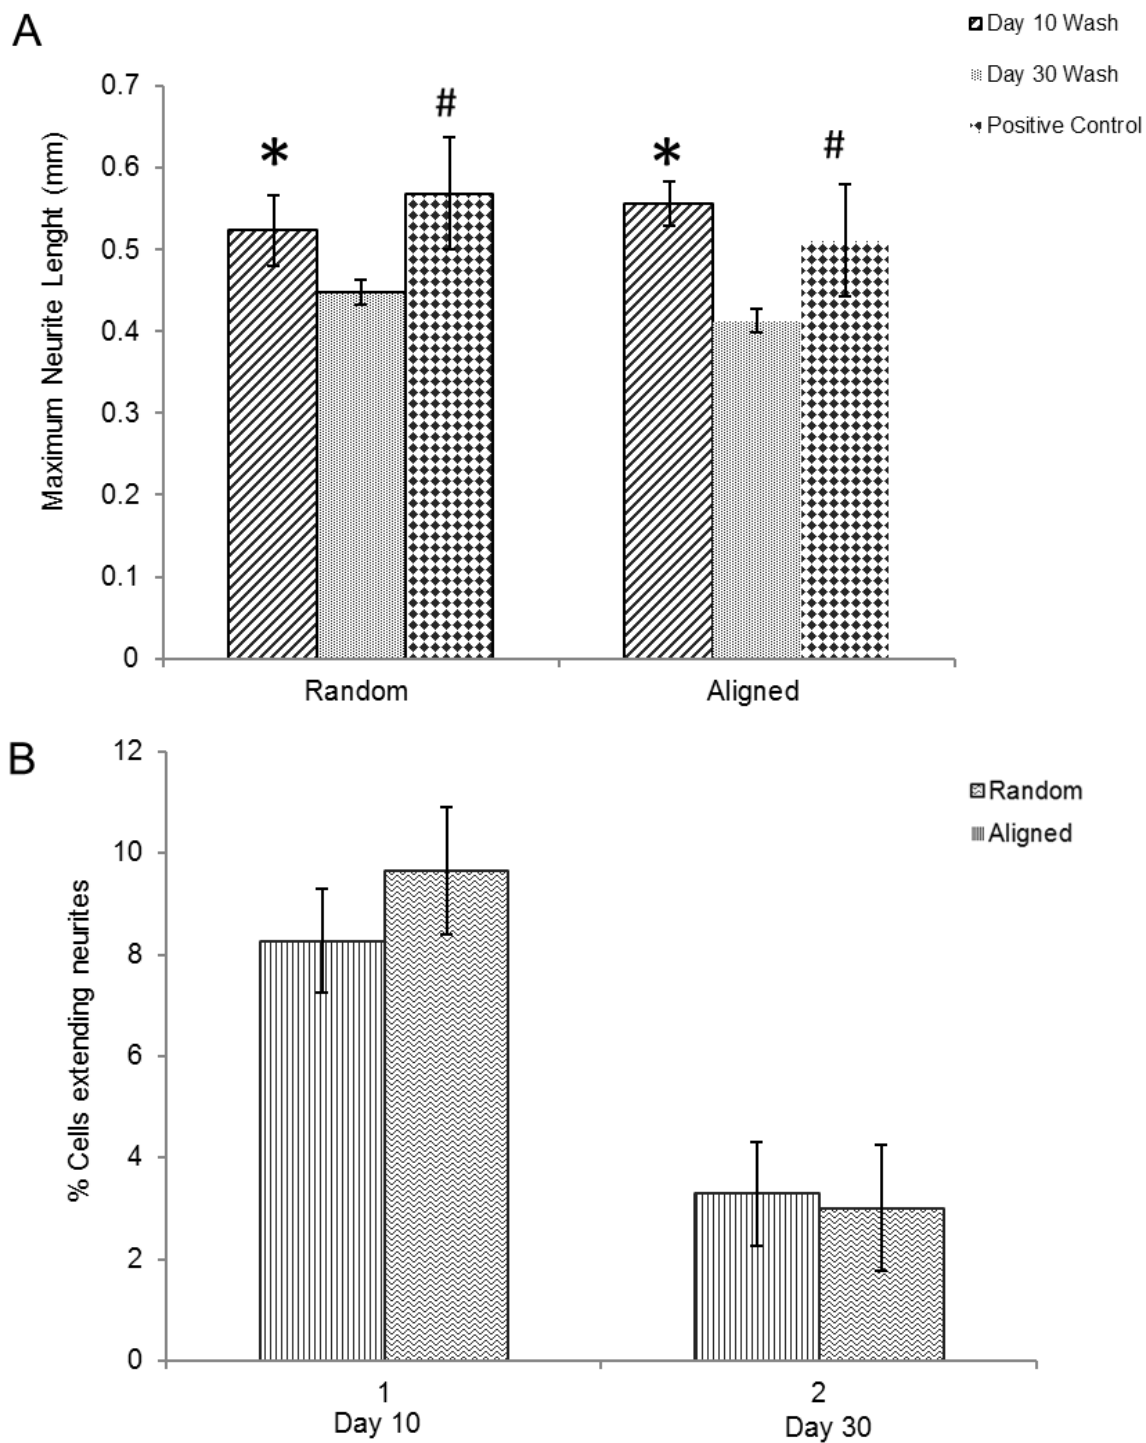 A
Day 10 Wash
Day 30 Wash
Positive Control
Maximum Neurite Lenght (mm)
0.7
0.6
0.5
0.4
0.3
0.2
0.1
0
* # * #
Random Aligned
B
Random
Aligned
% Cells extending neurites
12
10
8
6
4
2
0
1 2
Day 10 Day 30